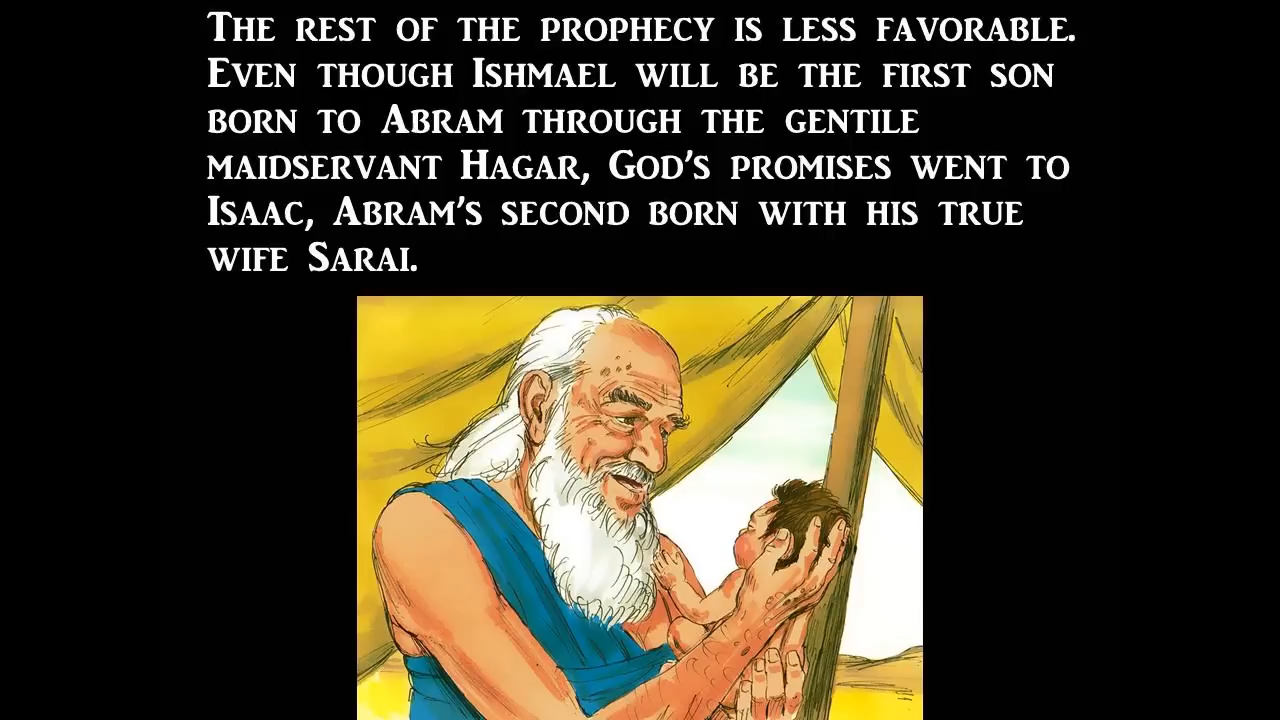 The rest of the prophecy is less favorable.
Even though Ishmael will be the first son
born to Abram through the gentile
maidservant Hagar, God's promises went to
Isaac, Abram's second born with his true
wife Sarai.